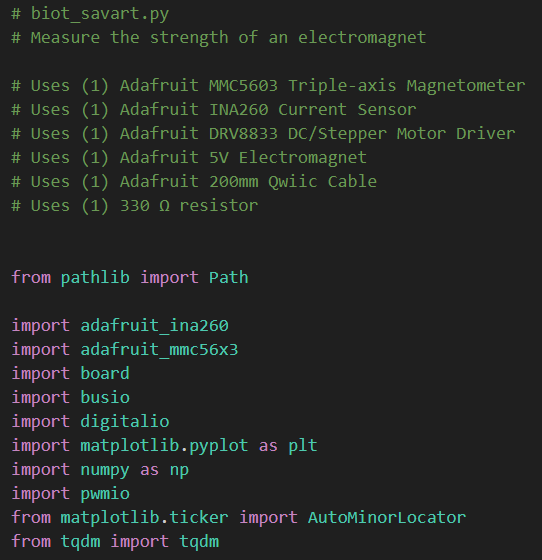 # biot_savart.py
# Measure the strength of an electromagnet
# Uses (1) Adafruit MMC5603 Triple-axis Magnetometer
# Uses (1) Adafruit INA260 Current Sensor
# Uses (1) Adafruit DRV8833 DC/Stepper Motor Driver
# Uses (1) Adafruit 5V Electromagnet
# Uses (1) Adafruit 200mm Qwiic Cable
# Uses (1) 330 Ω resistor
from pathlib import Path
import adafruit_ina260
import adafruit_mmc56x3
import board
import busio
import digitalio
import matplotlib.pyplot as plt
import numpy as np
import pwmio
from matplotlib.ticker import AutoMinorLocator
from tqdm import tqdm